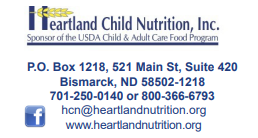 Heartland Child Nutrition, Inc.
Sponsor of the USDA Child & Adult Care Food Program
P.O. Box 1218, 521 Main St, Suite 420
Bismarck, ND 58502-1218
701-250-0140 or 800-366-6793
hcn@heartlandnutrition.org
www.heartlandnutrition.org